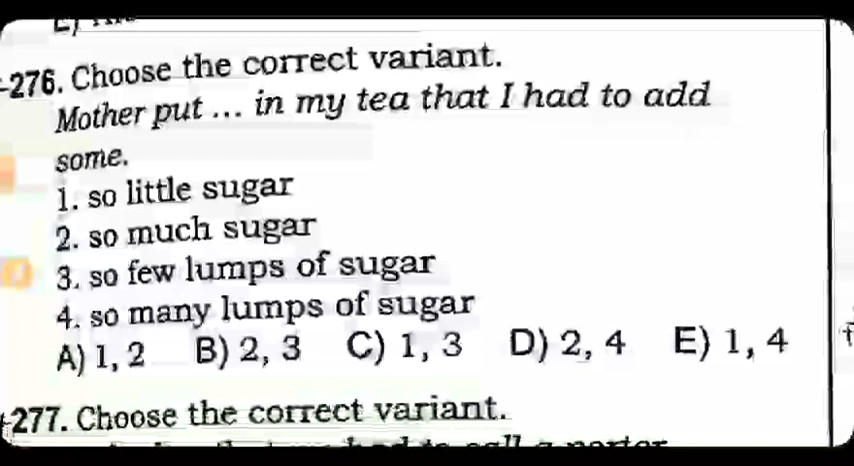 276. Choose the correct variant.
Mother put ... in my tea that I had to add
some.
1. so little sugar
2. so much sugar
3. so few lumps of sugar
4. so many lumps of sugar
A) 1, 2 B) 2, 3 C) 1, 3 D) 2, 4 E) 1, 4
277. Choose the correct variant.